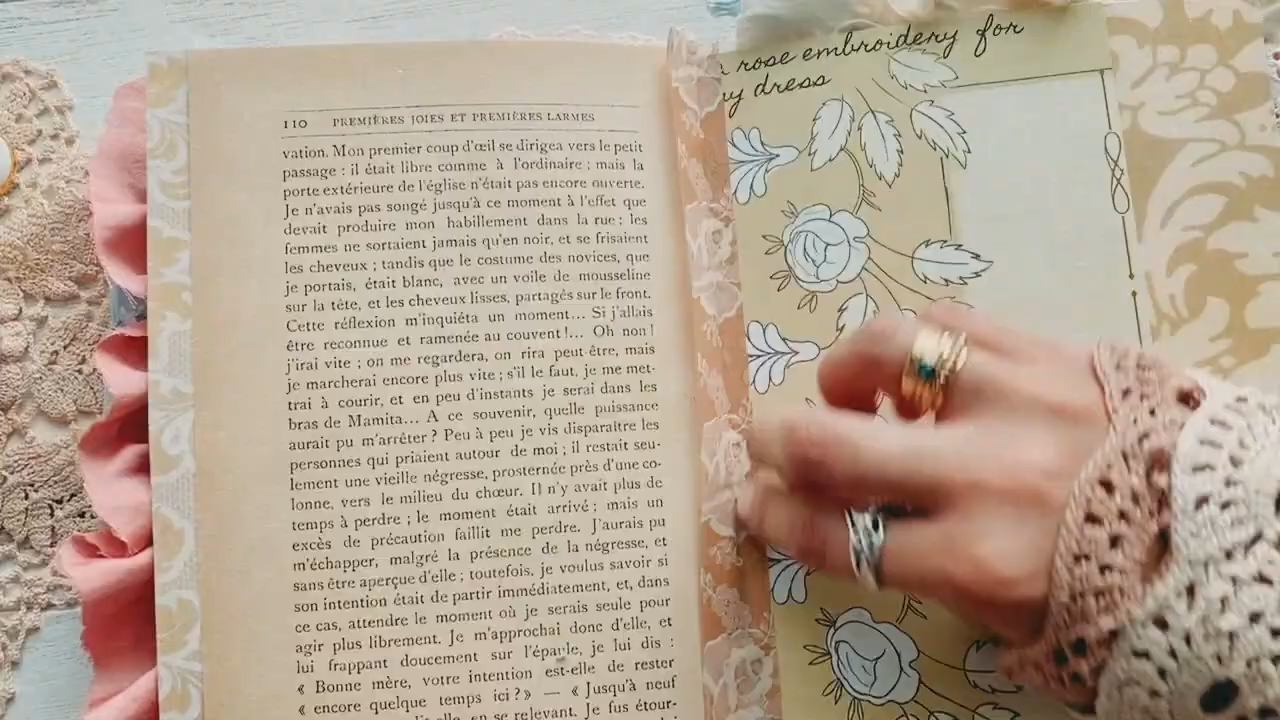 110 PREMIÈRES JOIES ET PREMIÈRES LARMES
vation. Mon premier coup d'œil se dirigea vers le petit
passage : il était libre comme à l'ordinaire ; mais la
porte extérieure de l'église n'était pas encore ouverte.
Je n'avais pas songé jusqu'à ce moment à l'effet que
devait produire mon habillement dans la rue : les
femmes ne sortaient jamais qu'en noir, et se frisaient
les cheveux ; tandis que le costume des novices, que
je portais, était blanc, avec un voile de mousseline
sur la tête, et les cheveux lisses, partagés sur le front.
Cette réflexion m'inquiéta un moment... Si j'allais
être reconnue et ramenée au couvent !... Oh non !
j'irai vite ; on me regardera, on rira peut-être, mais
je marcherai encore plus vite ; s'il le faut, je me met-
trai à courir, et en peu d'instants je serai dans les
bras de Mamita... A ce souvenir, quelle puissance
aurait pu m'arrêter ? Peu à peu je vis disparaître les
personnes qui priaient autour de moi ; il restait seu-
lement une vieille négresse, prosternée près d'une co-
lonne, vers le milieu du chœur. Il n'y avait plus de
temps à perdre ; le moment était arrivé ; mais un
excès de précaution faillit me perdre. J'aurais pu
m'échapper, malgré la présence de la négresse, et
sans être aperçue d'elle ; toutefois, je voulus savoir si
son intention était de partir immédiatement, et, dans
ce cas, attendre le moment où je serais seule pour
agir plus librement. Je m'approchai donc d'elle, et
lui frappant doucement sur l'épaule, je lui dis :
« Bonne mère, votre intention est-elle de rester
« encore quelque temps ici ? » — « Jusqu'à neuf
elle, en se relevant. Je fus étour-
rose embroidery for
dress